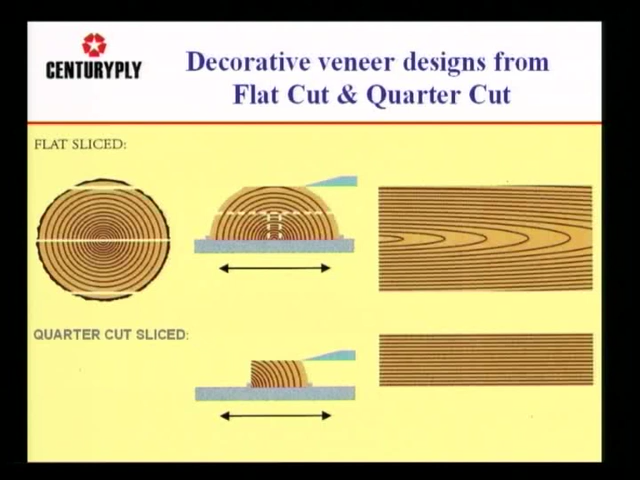 CENTURYPLY
Decorative veneer designs from
Flat Cut & Quarter Cut
FLAT SLICED:
QUARTER CUT SLICED: